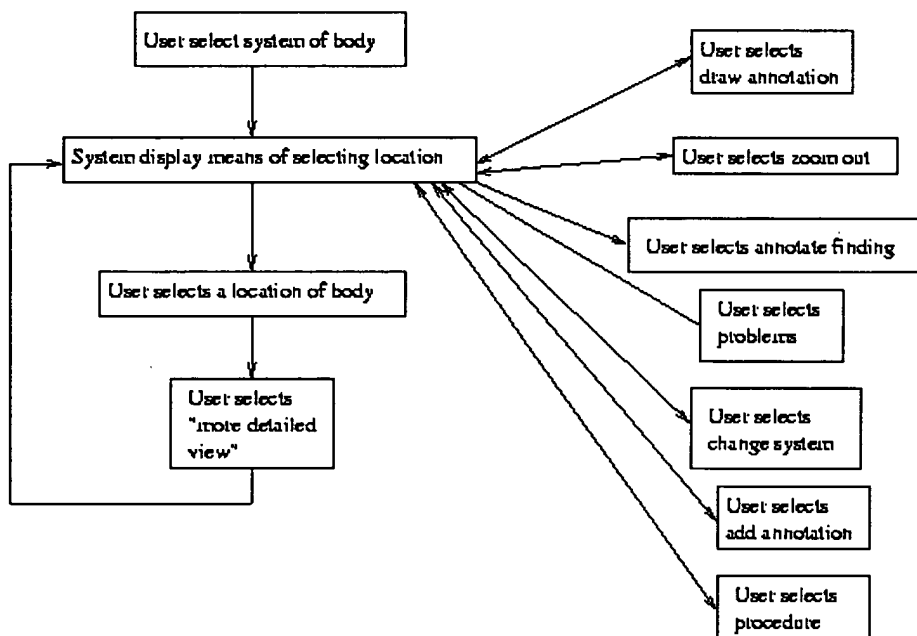 User select system of body
User selects
draw annotation
System display means of selecting location
User selects zoom out
User selects annotate finding
User selects a location of body
User selects
problems
User selects
"more detailed
view"
User selects
change system
User selects
add annotation
User selects
procedure